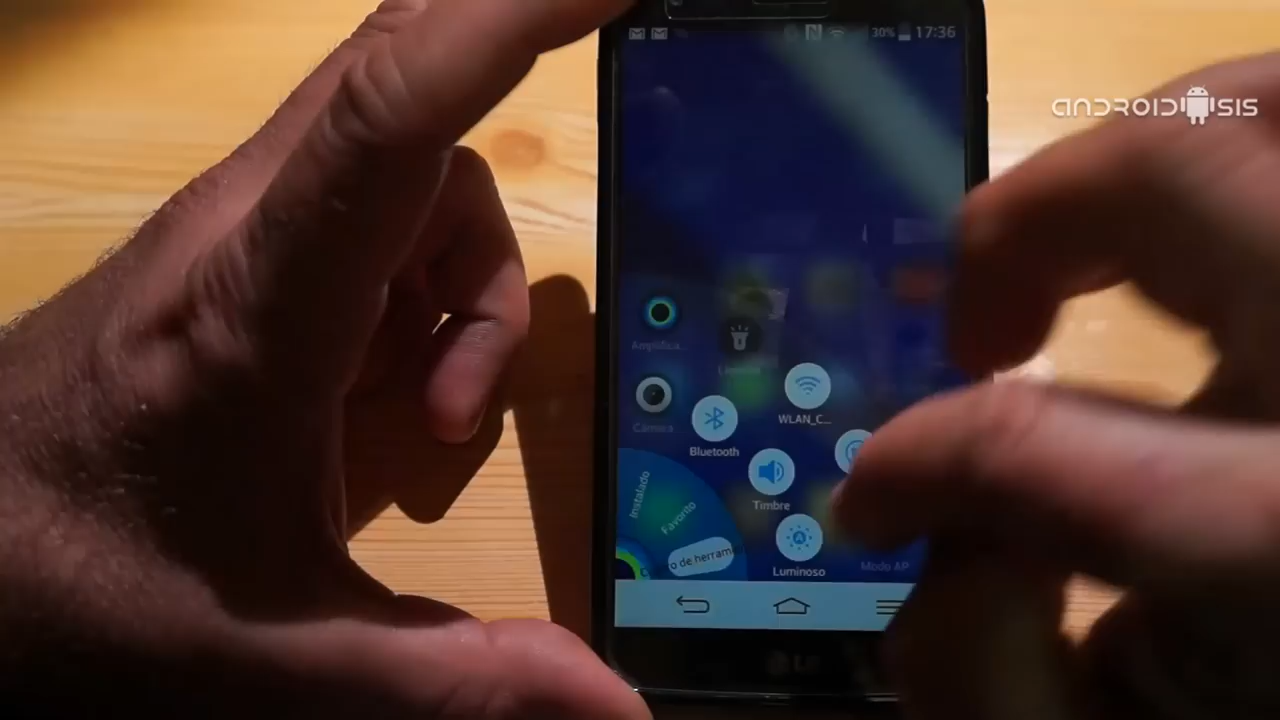 30% 17:36
ANDROIDSIS
Amplifica...
Cámara
WLAN_C...
Bluetooth
Instalado
Favorito
Timbre
o de herram
Luminoso
Modo AP
LG